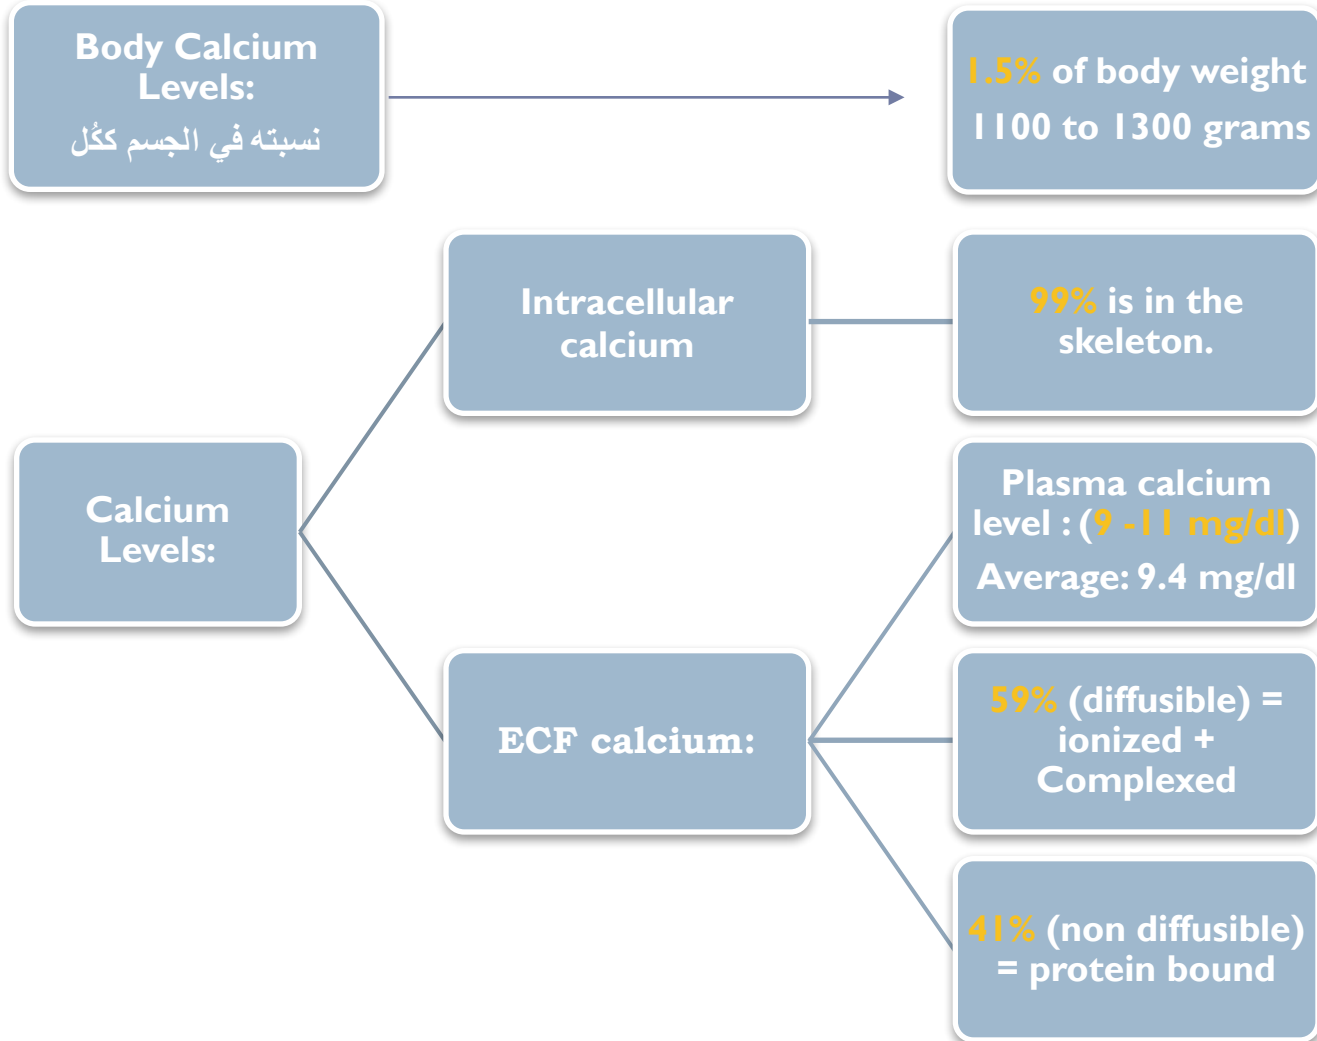 Body Calcium
Levels:
نسبته في الجسم ككُل
1.5% of body weight
1100 to 1300 grams
Calcium
Levels:
Intracellular
calcium
99% is in the
skeleton.
ECF calcium:
Plasma calcium
level : (9 -11 mg/dl)
Average: 9.4 mg/dl
59% (diffusible) =
ionized +
Complexed
41% (non diffusible)
= protein bound